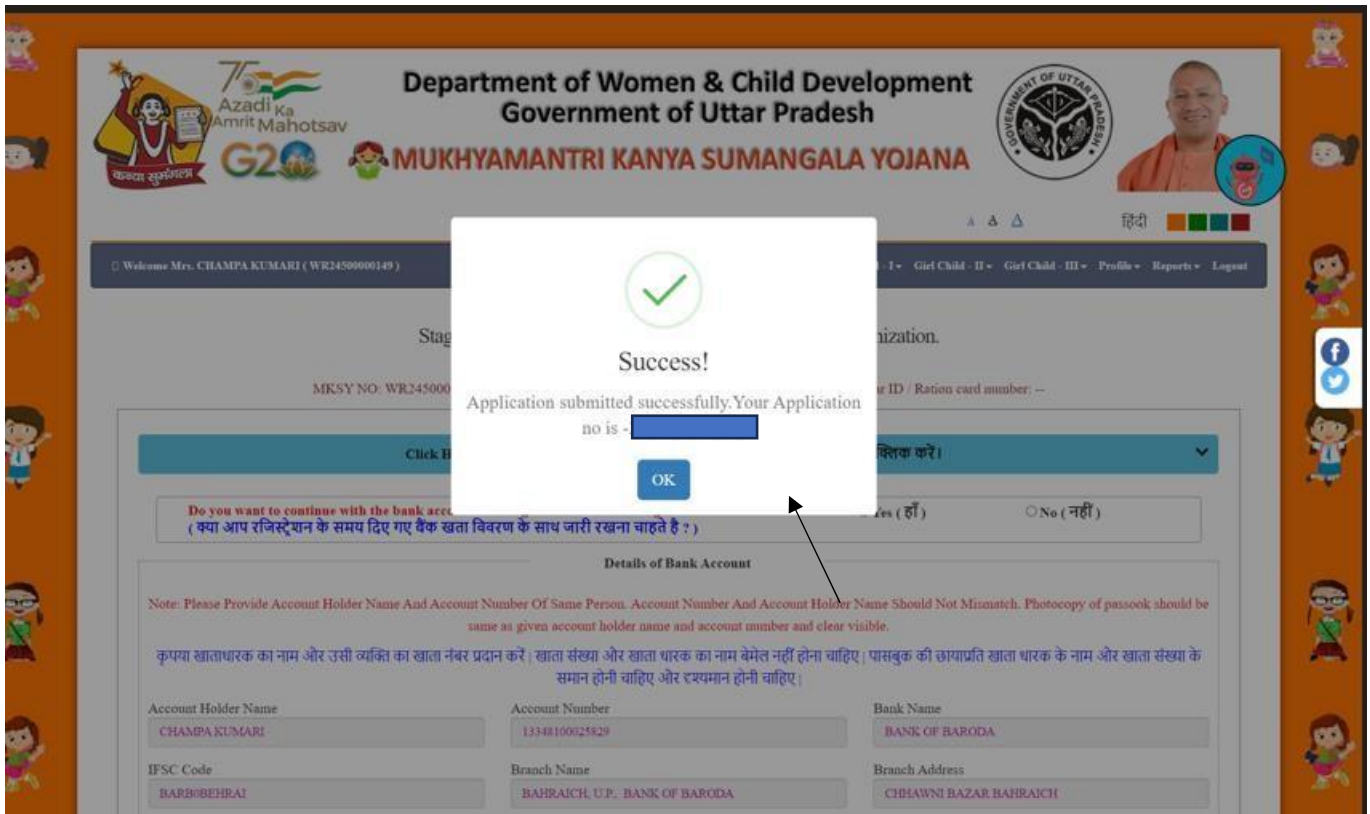 75
Azadi Ka
Amrit Mahotsav
G20
कन्या सुमंगला
Department of Women & Child Development
Government of Uttar Pradesh
MUKHYAMANTRI KANYA SUMANGALA YOJANA
GOVERNMENT OF UTTAR PRADESH
A A A
हिंदी
Welcome Mrs. CHAMPA KUMARI ( WR24500000149 )
- I Girl Child - II Girl Child - III Profile Reports Logout
Stag
nization.
MKSY NO: WR245000
ID / Ration card number: --
Success!
Application submitted successfully.Your Application
no is -
OK
Click H
क्लिक करें।
Do you want to continue with the bank acc
Yes ( हाँ )
No ( नहीं )
( क्या आप रजिस्ट्रेशन के समय दिए गए बैंक खता विवरण के साथ जारी रखना चाहते है ? )
Details of Bank Account
Note: Please Provide Account Holder Name And Account Number Of Same Person. Account Number And Account Holder Name Should Not Mismatch. Photocopy of passook should be
same as given account holder name and account number and clear visible.
कृपया खाताधारक का नाम और उसी व्यक्ति का खाता नंबर प्रदान करें | खाता संख्या और खाता धारक का नाम बेमेल नहीं होना चाहिए | पासबुक की छायाप्रति खाता धारक के नाम और खाता संख्या के
समान होनी चाहिए और दृश्यमान होनी चाहिए |
Account Holder Name
Account Number
Bank Name
CHAMPA KUMARI
13348100025829
BANK OF BARODA
IFSC Code
Branch Name
Branch Address
BARB0BEHRAI
BAHRAICH, U.P., BANK OF BARODA
CHHAWNI BAZAR BAHRAICH